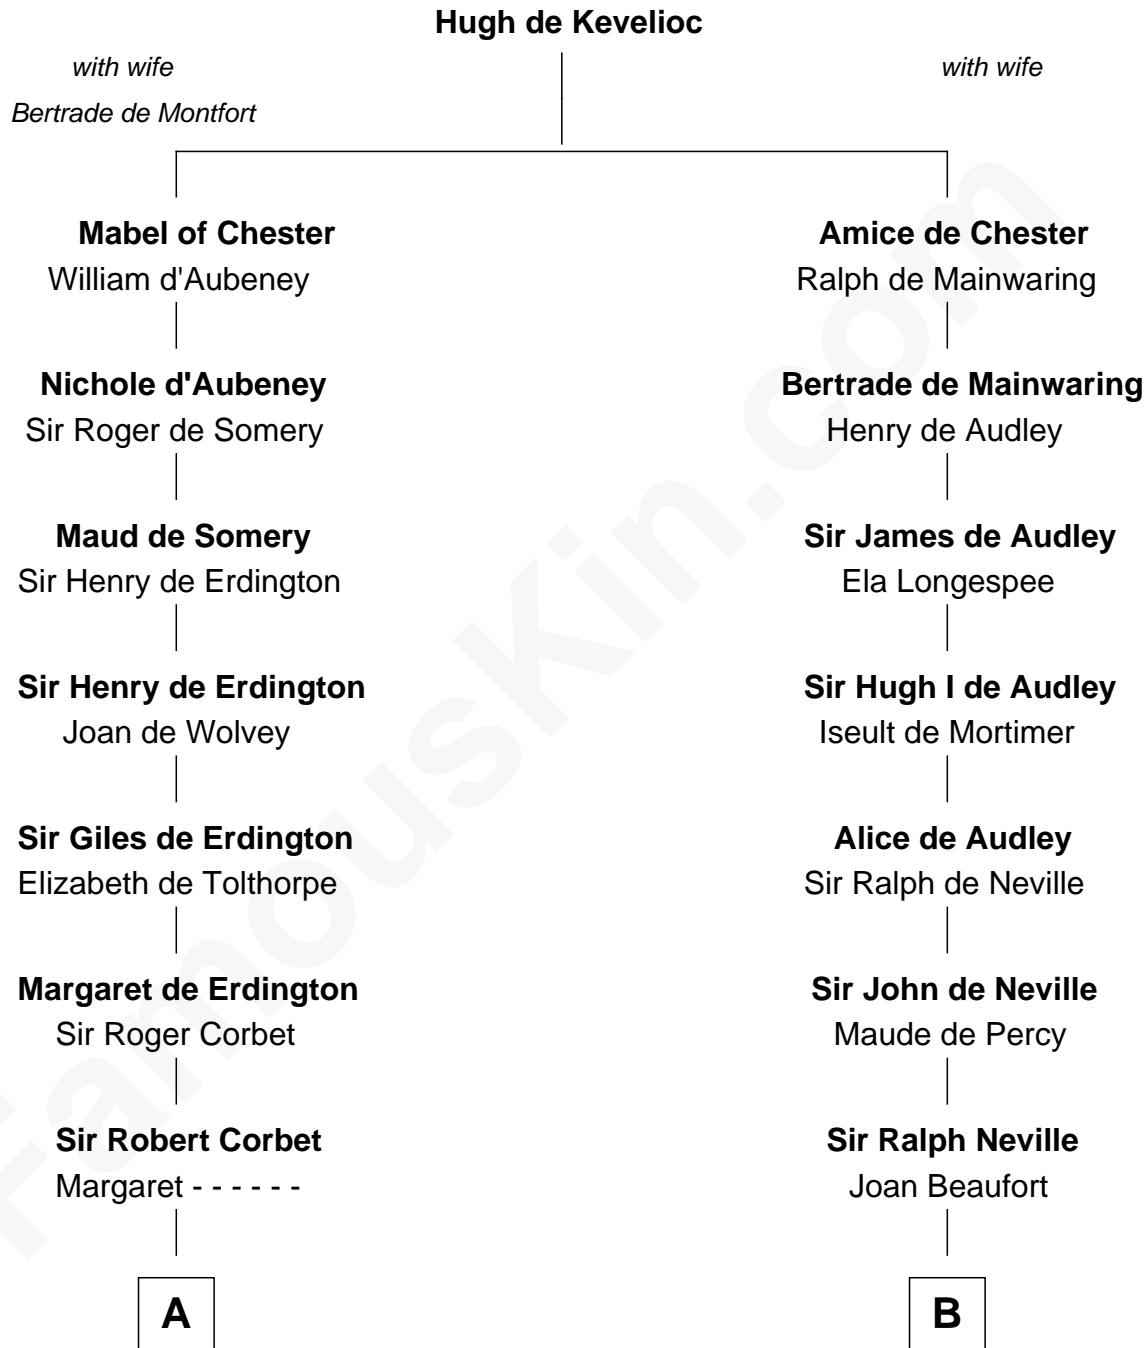 Hugh de Kevelioc
with wife
Bertrade de Montfort
with wife
Mabel of Chester
William d'Aubeney
Amice de Chester
Ralph de Mainwaring
Nichole d'Aubeney
Sir Roger de Somery
Bertrade de Mainwaring
Henry de Audley
Maud de Somery
Sir Henry de Erdington
Sir James de Audley
Ela Longespee
Sir Henry de Erdington
Joan de Wolvey
Sir Hugh I de Audley
Iseult de Mortimer
Sir Giles de Erdington
Elizabeth de Tolthorpe
Alice de Audley
Sir Ralph de Neville
Margaret de Erdington
Sir Roger Corbet
Sir John de Neville
Maude de Percy
Sir Robert Corbet
Margaret - - - - - -
Sir Ralph Neville
Joan Beaufort
A
B
FamousKin.com